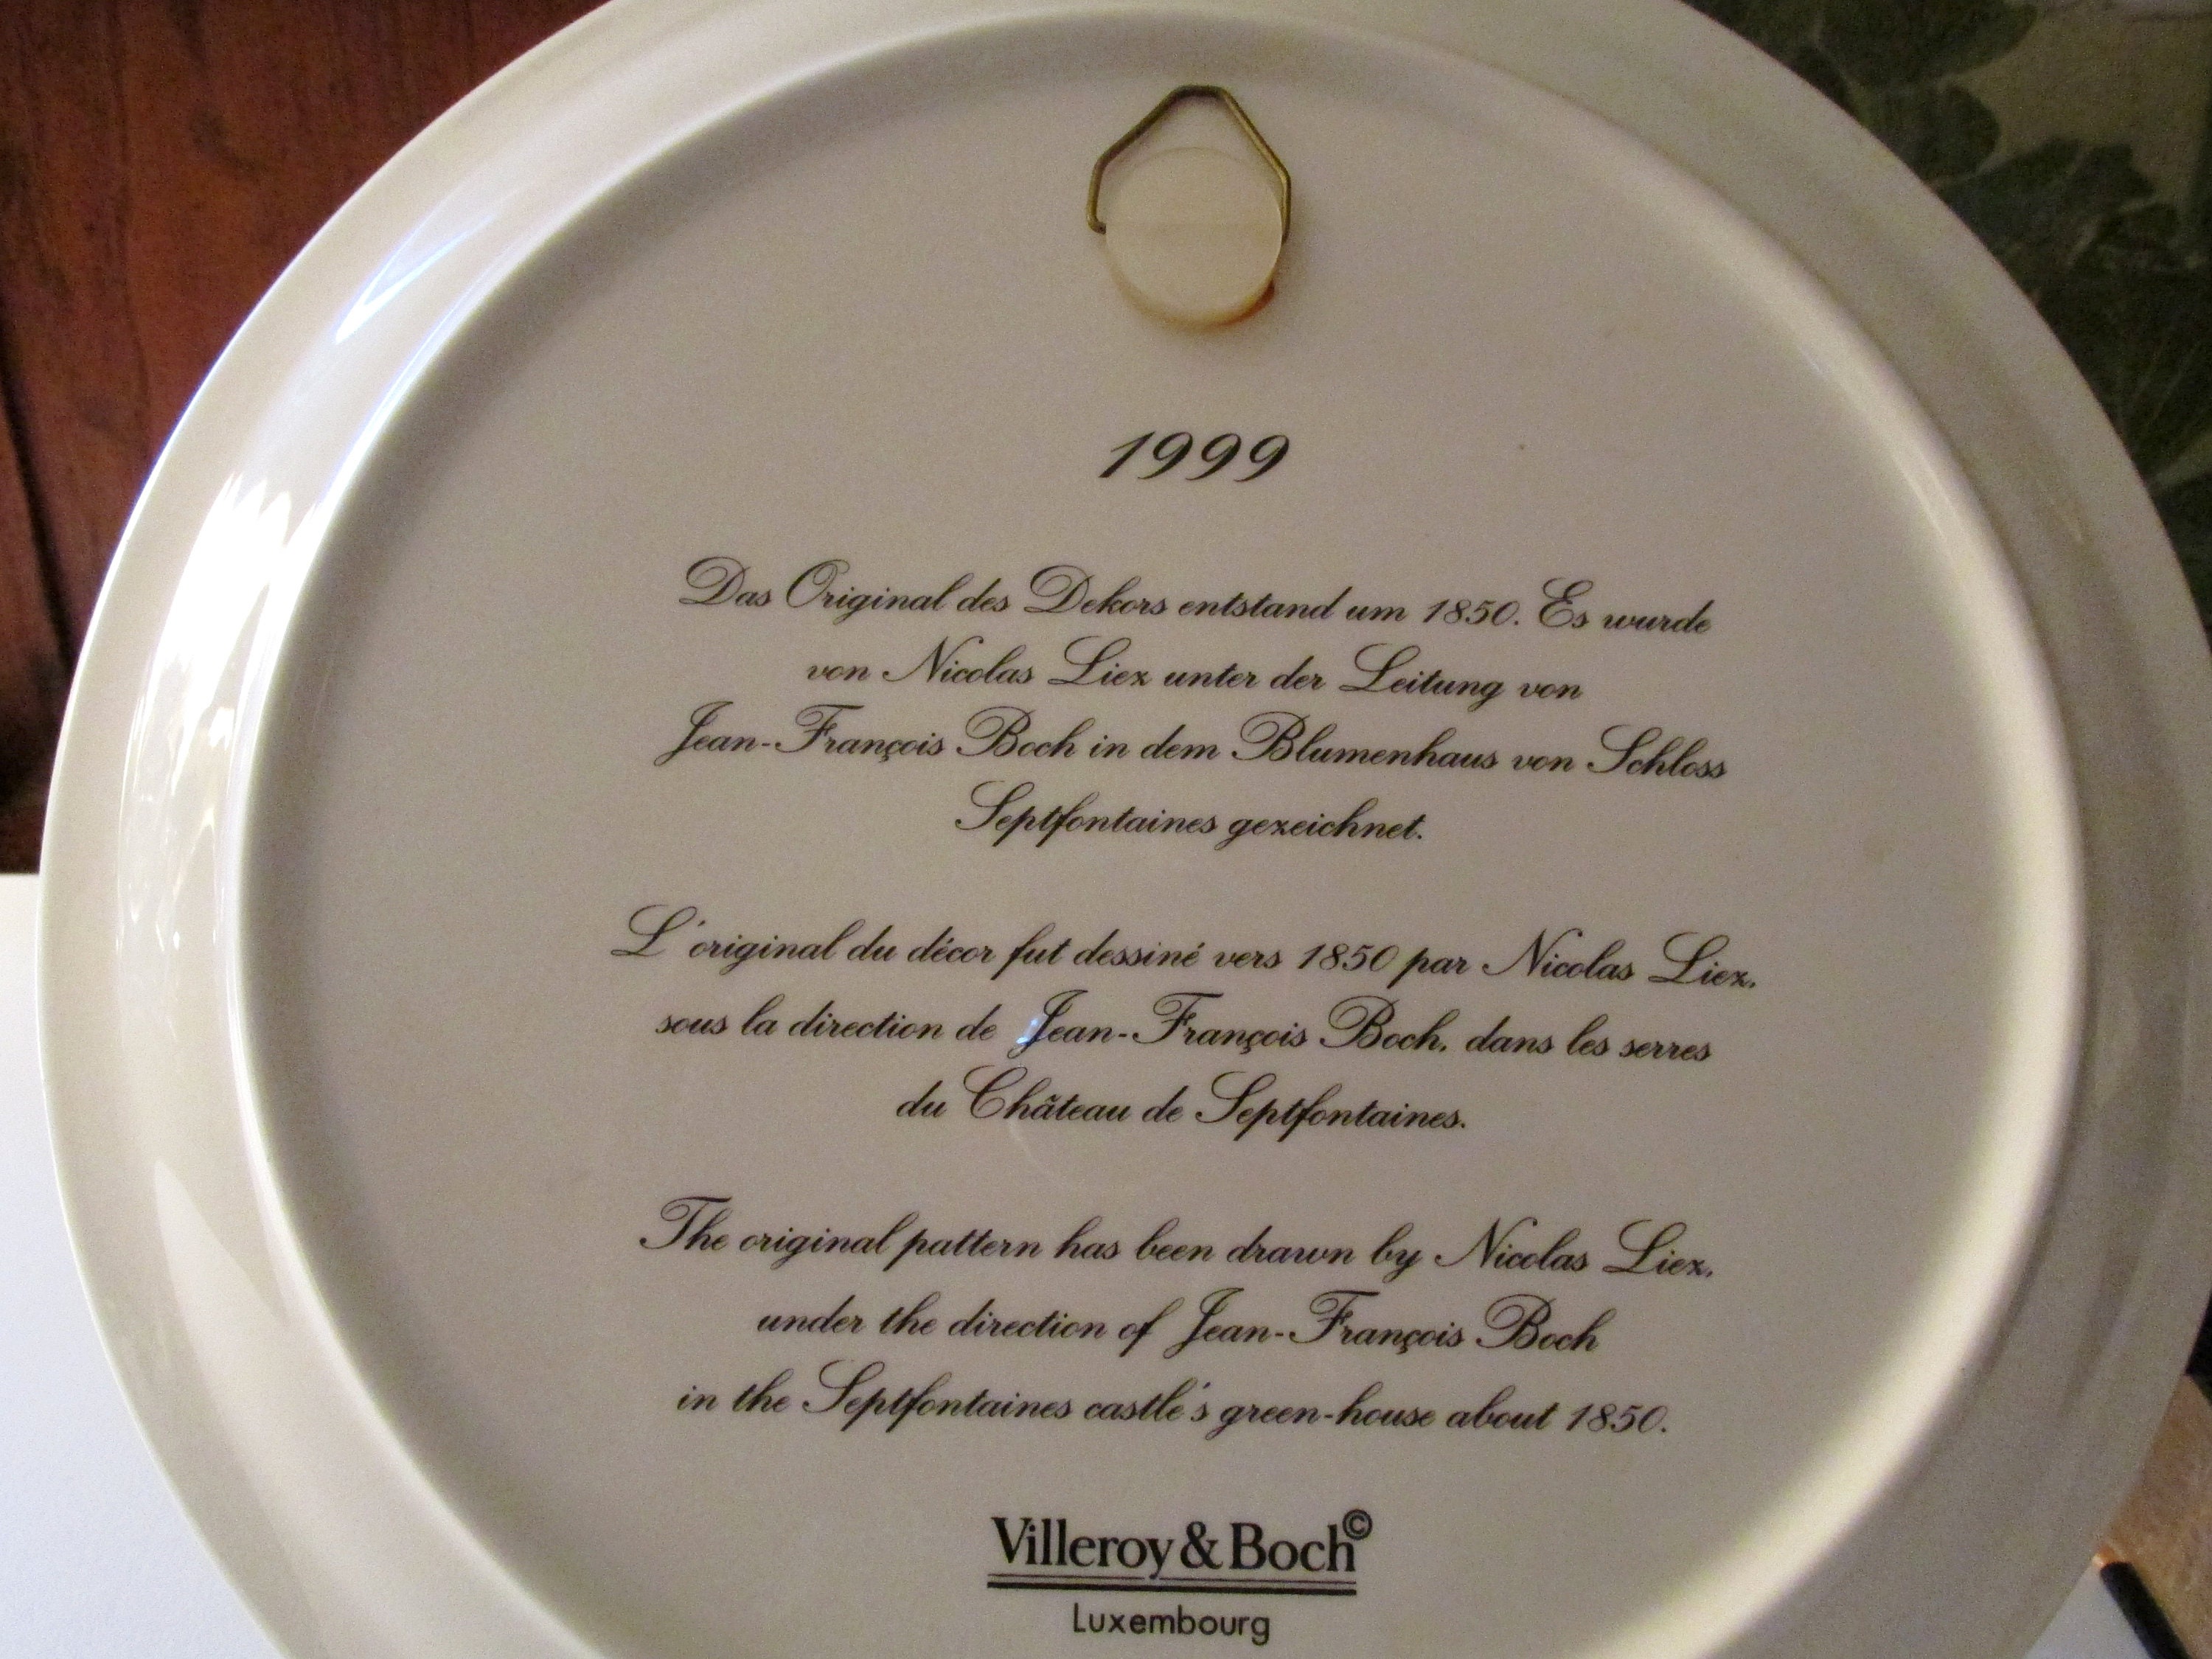 1999
Das Original des Dekors entstand um 1850. Es wurde
von Nicolas Liez unter der Leitung von
Jean-François Boch in dem Blumenhaus von Schloss
Septfontaines gezeichnet.
L'original du décor fut dessiné vers 1850 par Nicolas Liez,
sous la direction de Jean-François Boch, dans les serres
du Château de Septfontaines.
The original pattern has been drawn by Nicolas Liez,
under the direction of Jean-François Boch
in the Septfontaines castle's green-house about 1850.
Villeroy & Boch©
Luxembourg